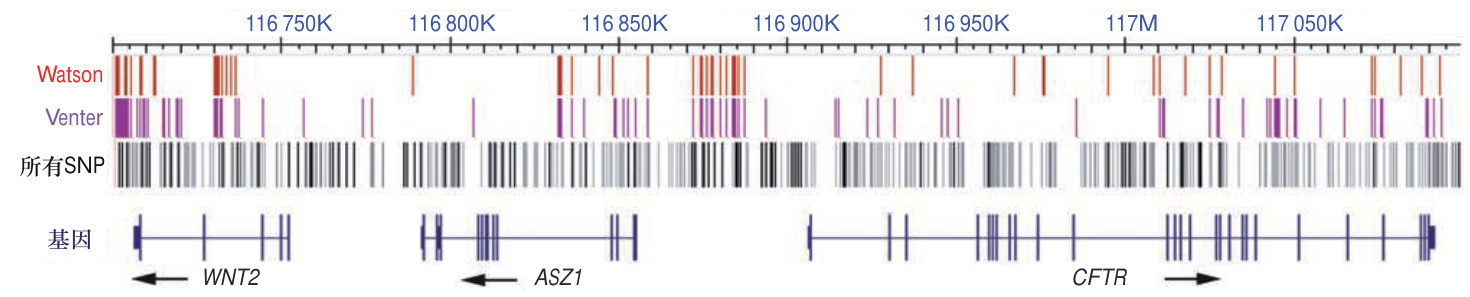 116 750K 116 800K 116 850K 116 900K 116 950K 117M 117 050K
Watson
Venter
所有SNP
基因
WNT2 ASZ1 CFTR